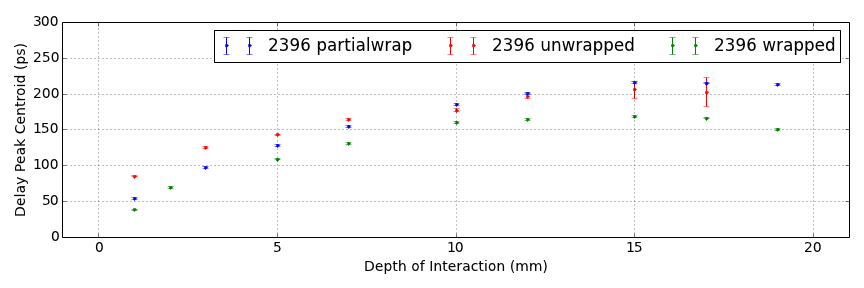 300
250
200
150
100
50
0
Delay Peak Centroid (ps)
2396 partialwrap 2396 unwrapped 2396 wrapped
0 5 10 15 20
Depth of Interaction (mm)